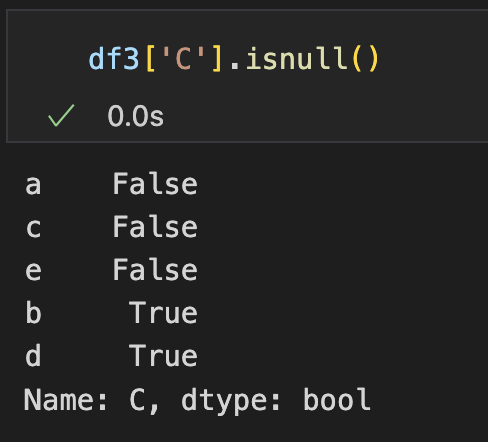 df3['C'].isnull()
0.0s
a    False
c    False
e    False
b     True
d     True
Name: C, dtype: bool